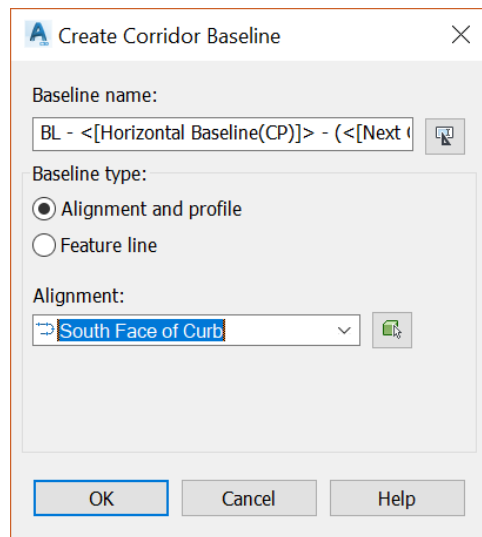 Create Corridor Baseline
Baseline name:
BL - <[Horizontal Baseline(CP)]> - (<[Next (
Baseline type:
Alignment and profile
Feature line
Alignment:
South Face of Curb
OK Cancel Help